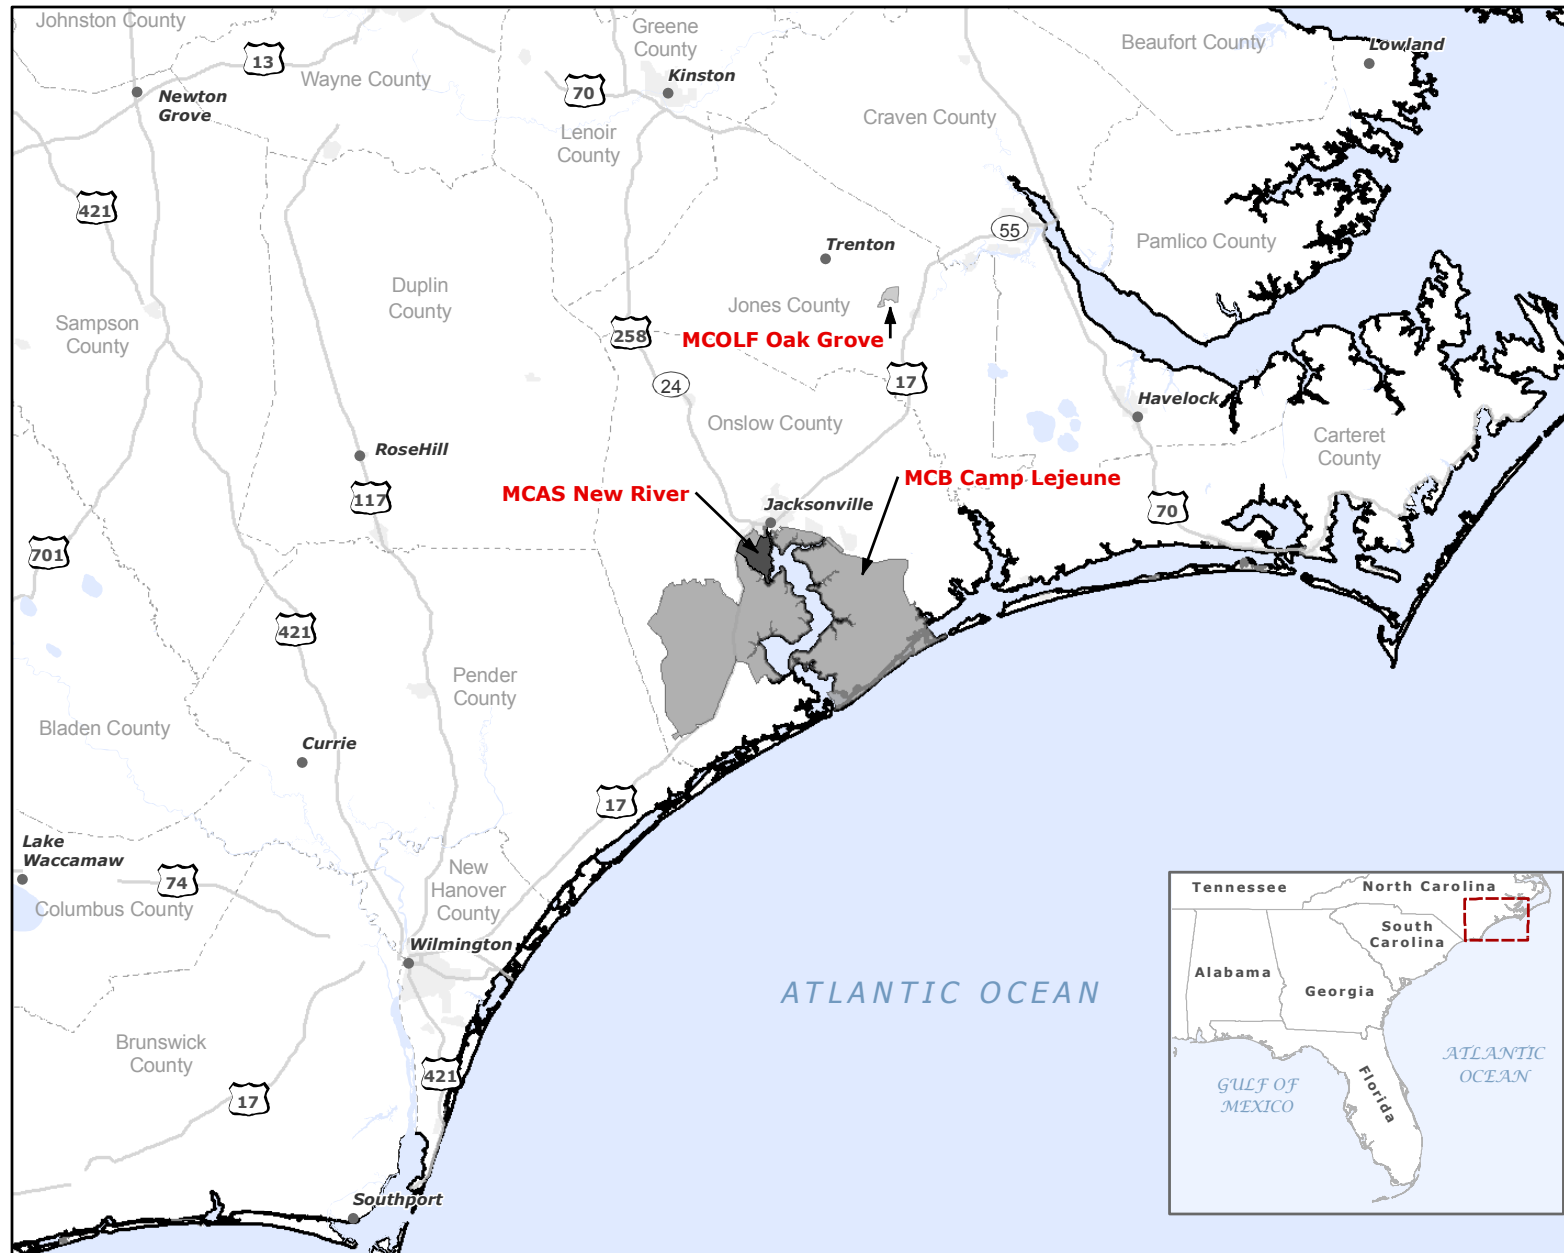 Johnston County
Greene
County
Beaufort County
Lowland
13
Wayne County
Kinston
70
Newton
Grove
Craven County
Lenoir
County
421
55
Pamlico County
Trenton
Duplin
County
Jones County
Sampson
County
258
MCOLF Oak Grove
24
17
Havelock
Onslow County
Carteret
County
RoseHill
MCB Camp Lejeune
117
MCAS New River
Jacksonville
70
701
421
Pender
County
Bladen County
Currie
17
Lake
Waccamaw
74
New
Hanover
County
Columbus County
Wilmington
ATLANTIC OCEAN
Brunswick
County
421
17
Southport
Tennessee
North Carolina
South
Carolina
Alabama
Georgia
ATLANTIC
OCEAN
Florida
GULF OF
MEXICO